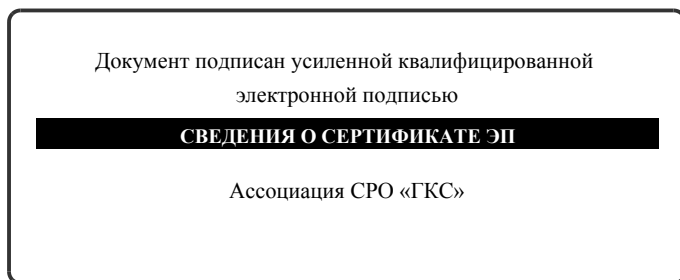 Документ подписан усиленной квалифицированной
электронной подписью
СВЕДЕНИЯ О СЕРТИФИКАТЕ ЭП
Ассоциация СРО «ГКС»